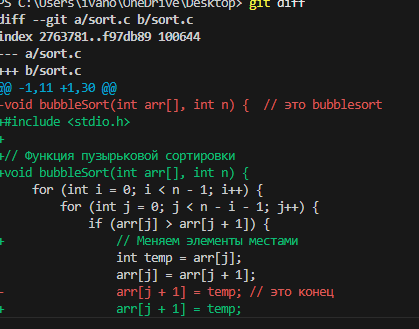 PS C:\Users\ivano\OneDrive\Desktop> git diff
diff --git a/sort.c b/sort.c
index 2763781..f97db89 100644
--- a/sort.c
+++ b/sort.c
@@ -1,11 +1,30 @@
-void bubbleSort(int arr[], int n) {  // это bubblesort
+#include <stdio.h>
+
+// Функция пузырьковой сортировки
+void bubbleSort(int arr[], int n) {
     for (int i = 0; i < n - 1; i++) {
         for (int j = 0; j < n - i - 1; j++) {
             if (arr[j] > arr[j + 1]) {
+                // Меняем элементы местами
                 int temp = arr[j];
                 arr[j] = arr[j + 1];
-                arr[j + 1] = temp; // это конец
+                arr[j + 1] = temp;